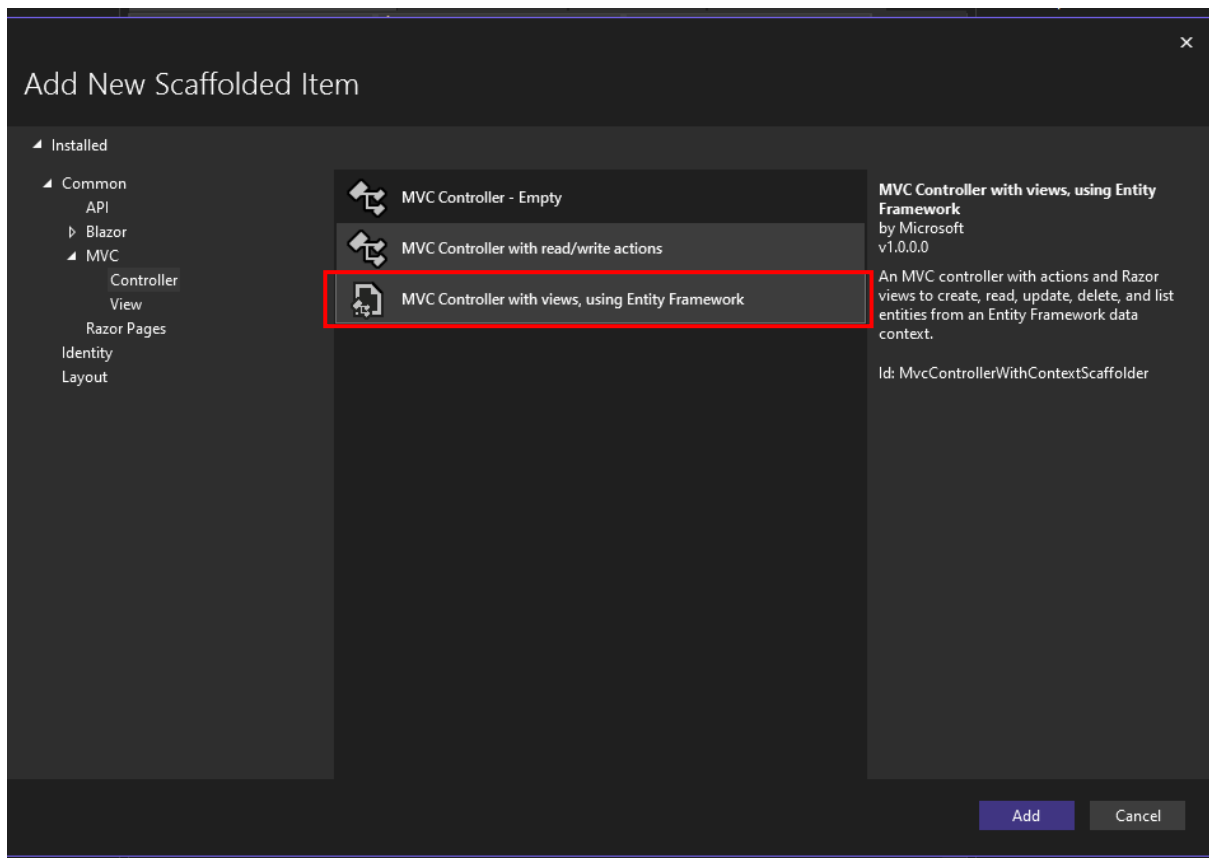 Add New Scaffolded Item
Installed
Common
API
Blazor
MVC
Controller
View
Razor Pages
Identity
Layout
MVC Controller - Empty
MVC Controller with read/write actions
MVC Controller with views, using Entity Framework
MVC Controller with views, using Entity
Framework
by Microsoft
v1.0.0.0
An MVC controller with actions and Razor
views to create, read, update, delete, and list
entities from an Entity Framework data
context.
Id: MvcControllerWithContextScaffolder
Add
Cancel